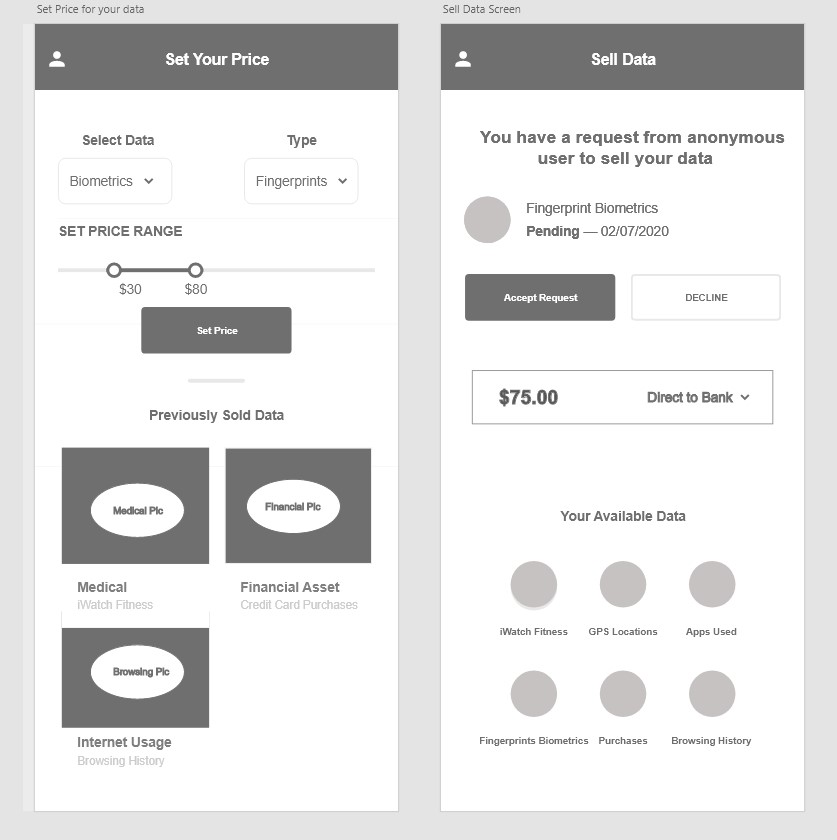 Set Price for your data
Set Your Price
Select Data
Type
Biometrics
Fingerprints
SET PRICE RANGE
$30
$80
Set Price
Previously Sold Data
Medical Pic
Financial Pic
Medical
iWatch Fitness
Financial Asset
Credit Card Purchases
Browsing Pic
Internet Usage
Browsing History
Sell Data Screen
Sell Data
You have a request from anonymous
user to sell your data
Fingerprint Biometrics
Pending — 02/07/2020
Accept Request
DECLINE
$75.00
Direct to Bank
Your Available Data
iWatch Fitness
GPS Locations
Apps Used
Fingerprints Biometrics
Purchases
Browsing History